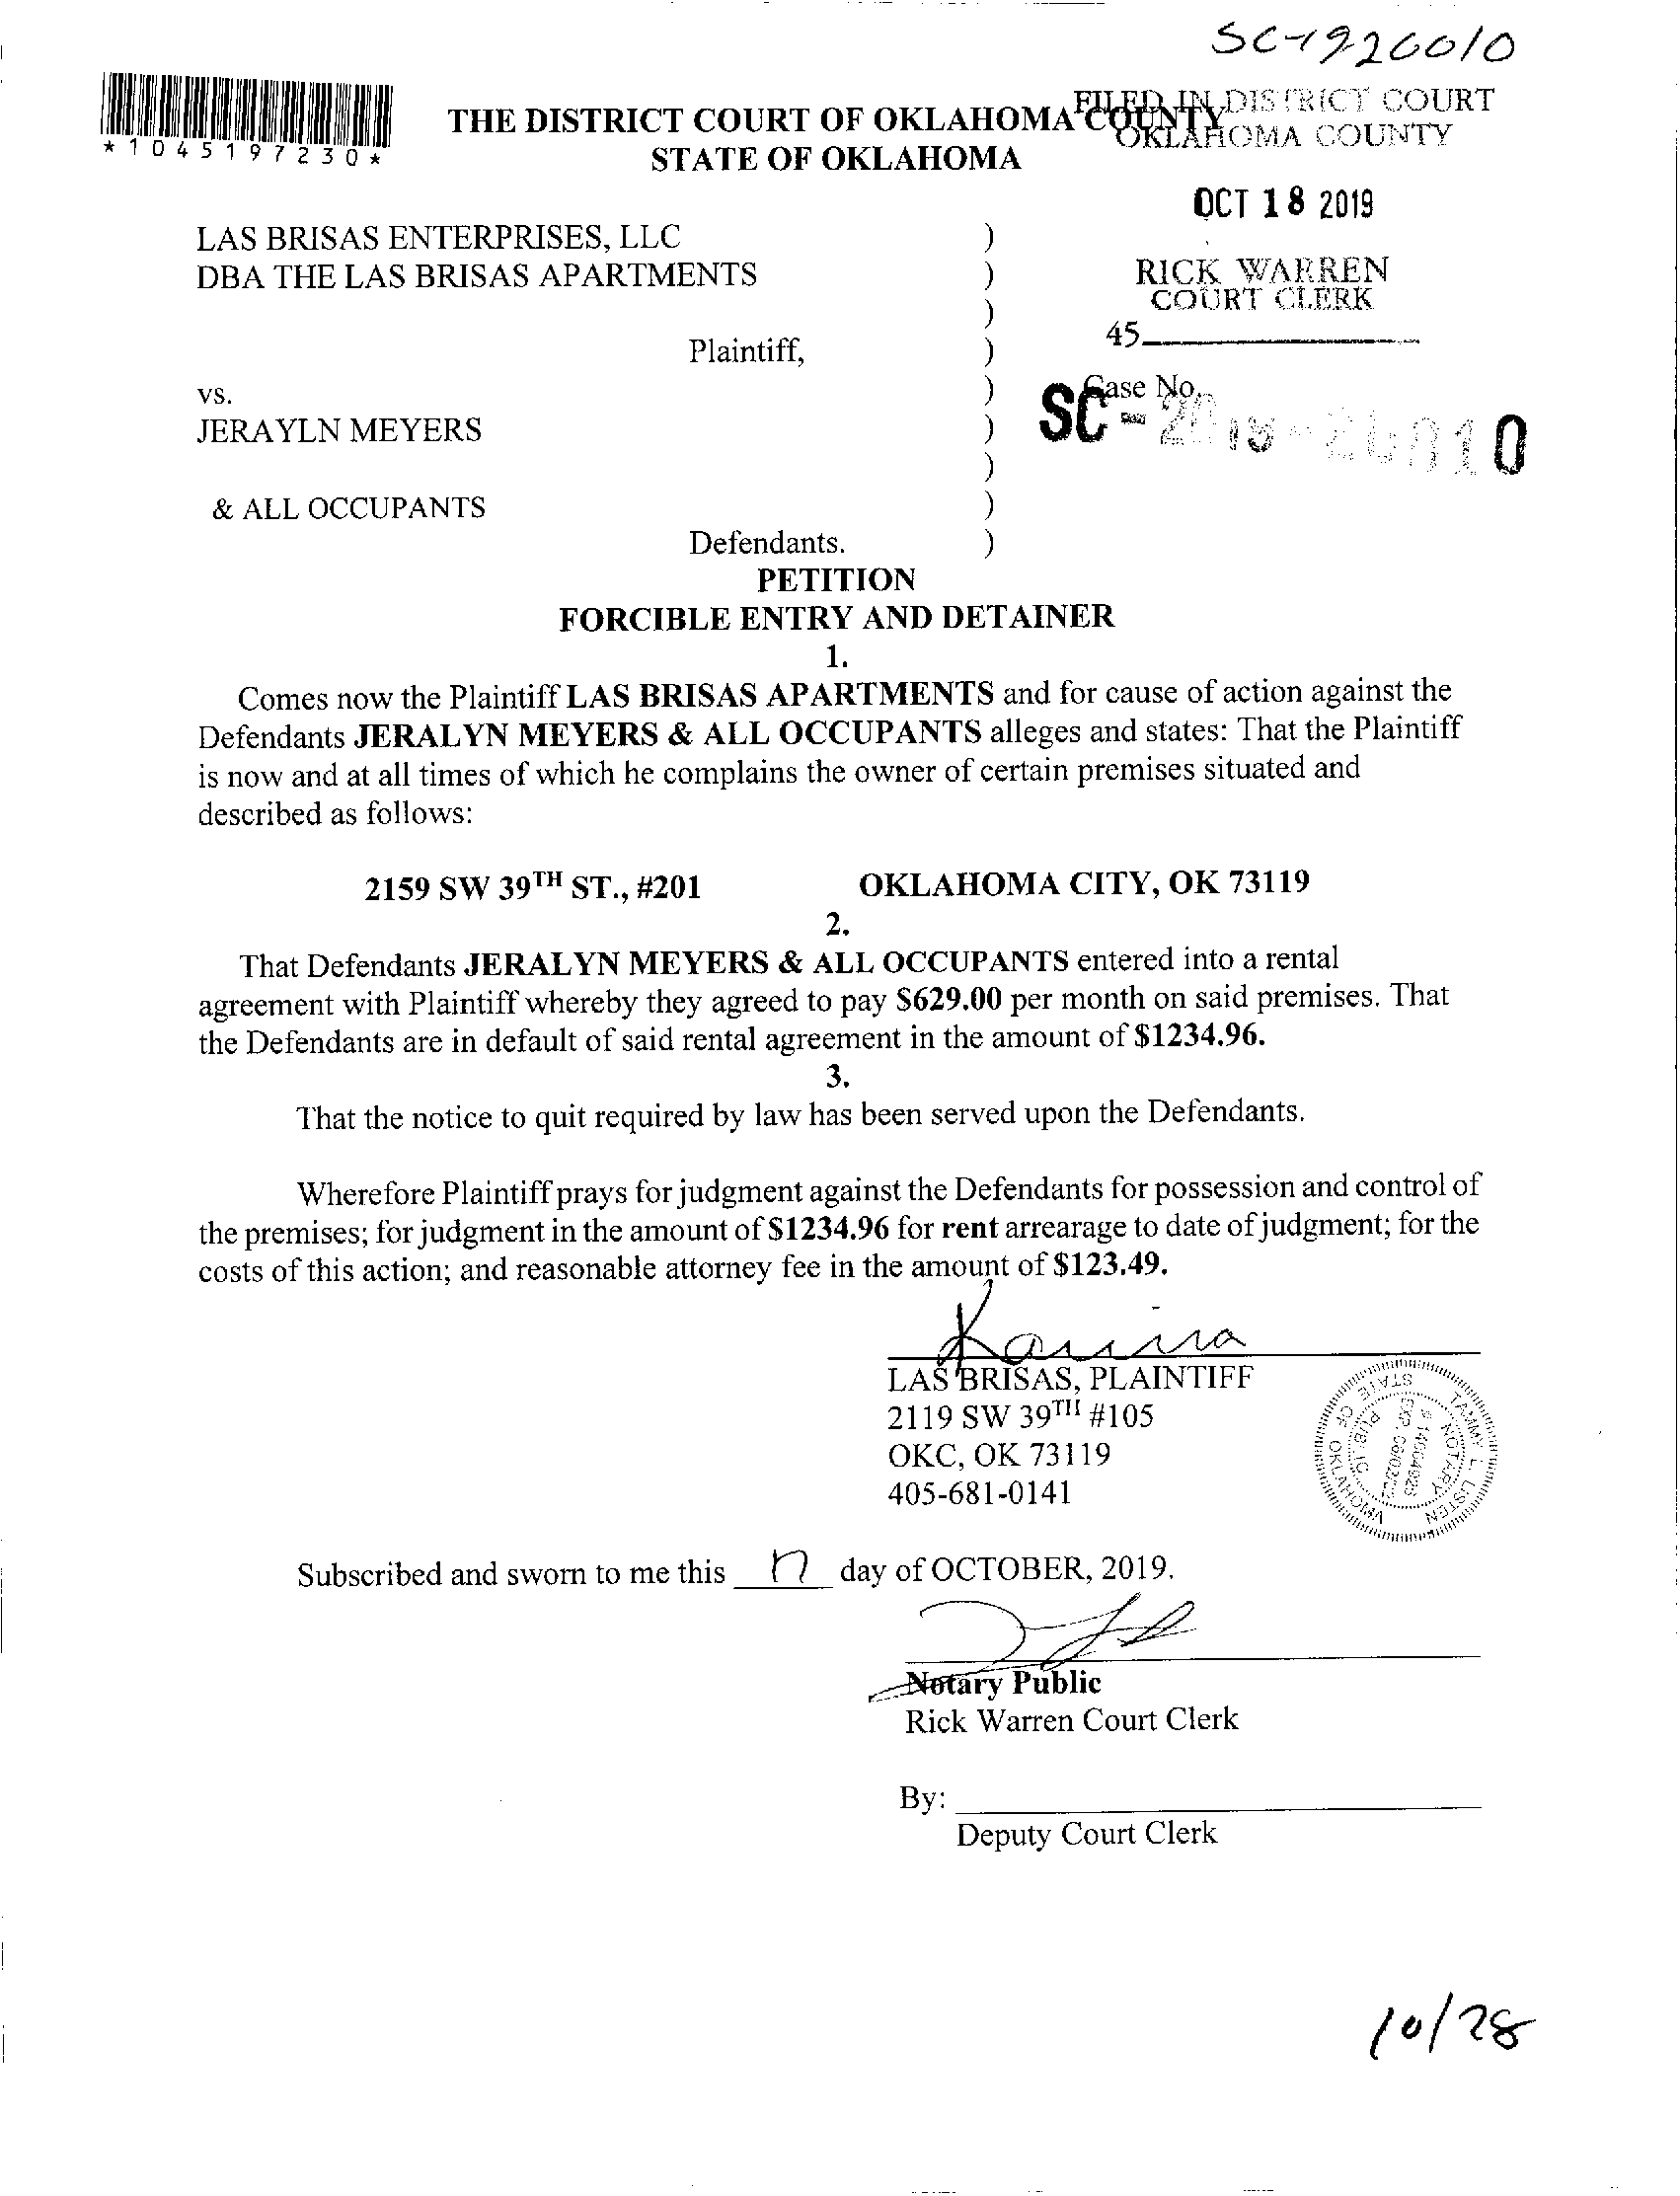 SC-1920010
*1045197230*
THE DISTRICT COURT OF OKLAHOMA COUNTY
STATE OF OKLAHOMA
FILED IN DISTRICT COURT
OKLAHOMA COUNTY
OCT 18 2019
RICK WARREN
COURT CLERK
45
LAS BRISAS ENTERPRISES, LLC )
DBA THE LAS BRISAS APARTMENTS )
)
Plaintiff, )
vs. )
JERAYLN MEYERS )
)
& ALL OCCUPANTS )
Defendants. )
Case No.
SC-2019-20010
PETITION
FORCIBLE ENTRY AND DETAINER
1.
Comes now the Plaintiff LAS BRISAS APARTMENTS and for cause of action against the
Defendants JERALYN MEYERS & ALL OCCUPANTS alleges and states: That the Plaintiff
is now and at all times of which he complains the owner of certain premises situated and
described as follows:
2159 SW 39TH ST., #201 OKLAHOMA CITY, OK 73119
2.
That Defendants JERALYN MEYERS & ALL OCCUPANTS entered into a rental
agreement with Plaintiff whereby they agreed to pay $629.00 per month on said premises. That
the Defendants are in default of said rental agreement in the amount of $1234.96.
3.
That the notice to quit required by law has been served upon the Defendants.
Wherefore Plaintiff prays for judgment against the Defendants for possession and control of
the premises; for judgment in the amount of $1234.96 for rent arrearage to date of judgment; for the
costs of this action; and reasonable attorney fee in the amount of $123.49.
Karina
LAS BRISAS, PLAINTIFF
2119 SW 39TH #105
OKC, OK 73119
405-681-0141
TAMMY L. LISTEN
NOTARY PUBLIC
STATE OF OKLAHOMA
# 14004923
EXP. 06/02/
Subscribed and sworn to me this 17 day of OCTOBER, 2019.
Notary Public
Rick Warren Court Clerk
By:
Deputy Court Clerk
10/28